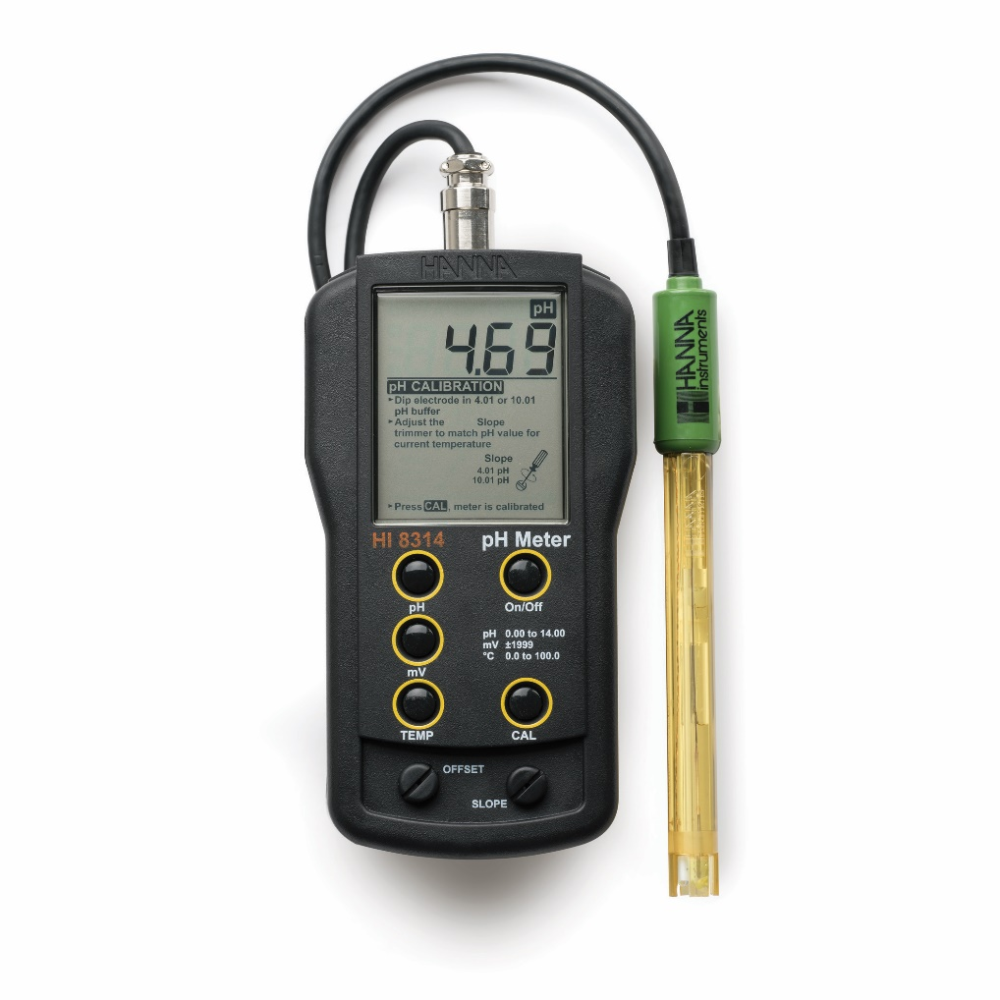 HANNA
pH
4.69
pH CALIBRATION
Dip electrode in 4.01 or 10.01
pH buffer
Adjust the Slope
trimmer to match pH value for
current temperature
Slope
4.01 pH
10.01 pH
Press CAL, meter is calibrated
HI 8314 pH Meter
pH On/Off
pH 0.00 to 14.00
mV ±1999
°C 0.0 to 100.0
mV
TEMP CAL
OFFSET
SLOPE
HANNA
instruments
HANNA